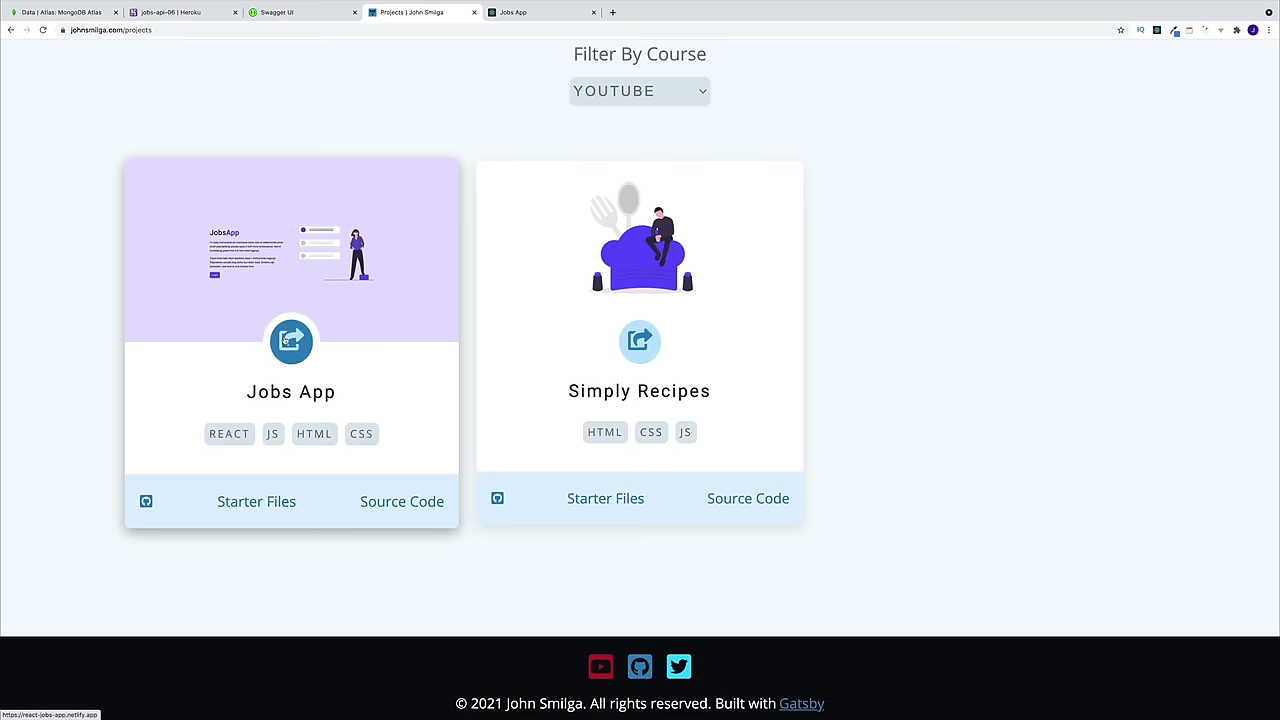 Data | Atlas: MongoDB Atlas
jobs-api-06 | Heroku
Swagger UI
Projects | John Smilga
Jobs App
johnsmilga.com/projects
Filter By Course
YOUTUBE
JobsApp
Jobs App
REACT JS HTML CSS
Starter Files
Source Code
Simply Recipes
HTML CSS JS
Starter Files
Source Code
© 2021 John Smilga. All rights reserved. Built with Gatsby
https://react-jobs-app.netlify.app